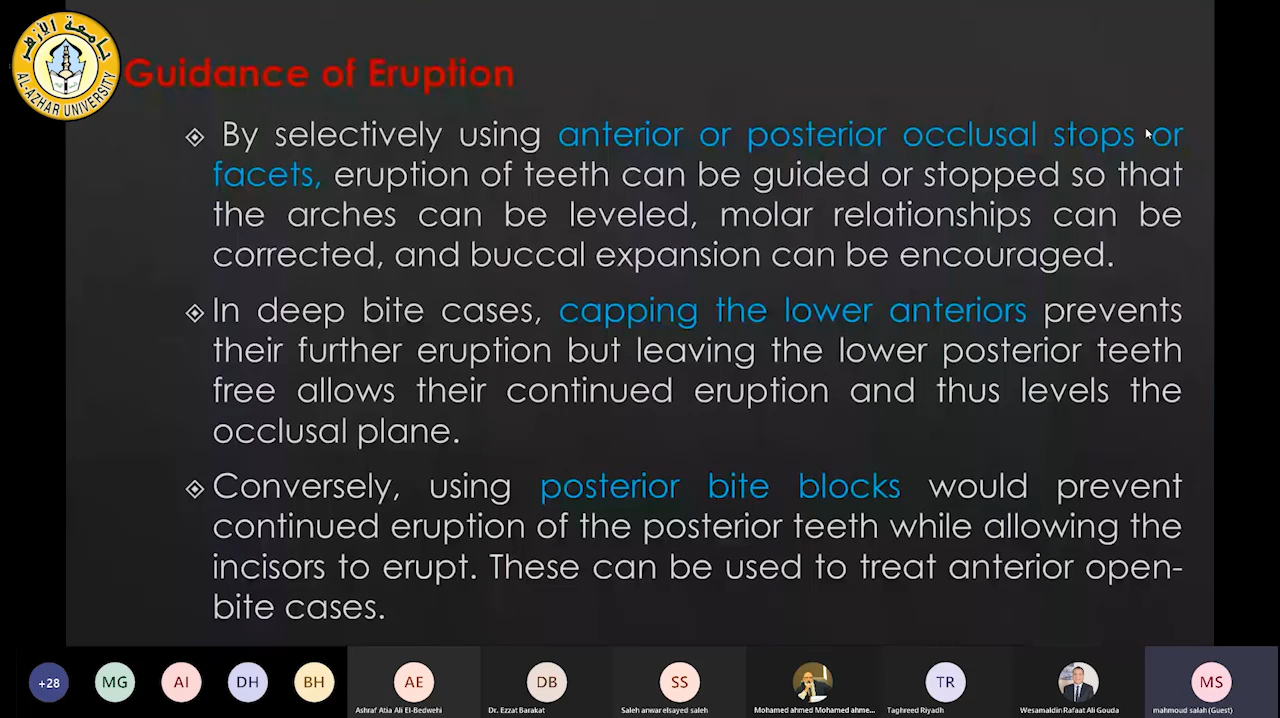 جامعة الأزهر
AL-AZHAR UNIVERSITY
Guidance of Eruption
By selectively using anterior or posterior occlusal stops or
facets, eruption of teeth can be guided or stopped so that
the arches can be leveled, molar relationships can be
corrected, and buccal expansion can be encouraged.
In deep bite cases, capping the lower anteriors prevents
their further eruption but leaving the lower posterior teeth
free allows their continued eruption and thus levels the
occlusal plane.
Conversely, using posterior bite blocks would prevent
continued eruption of the posterior teeth while allowing the
incisors to erupt. These can be used to treat anterior open-
bite cases.
+28 MG AI DH BH AE DB SS TR MS
Ashraf Atia Ali El-Bedwehi Dr. Ezzat Barakat Saleh anwar elsayed saleh Mohamed ahmed Mohamed ahme... Taghreed Riyadh Wesamaldin Rafaat Ali Gouda mahmoud salah (Guest)